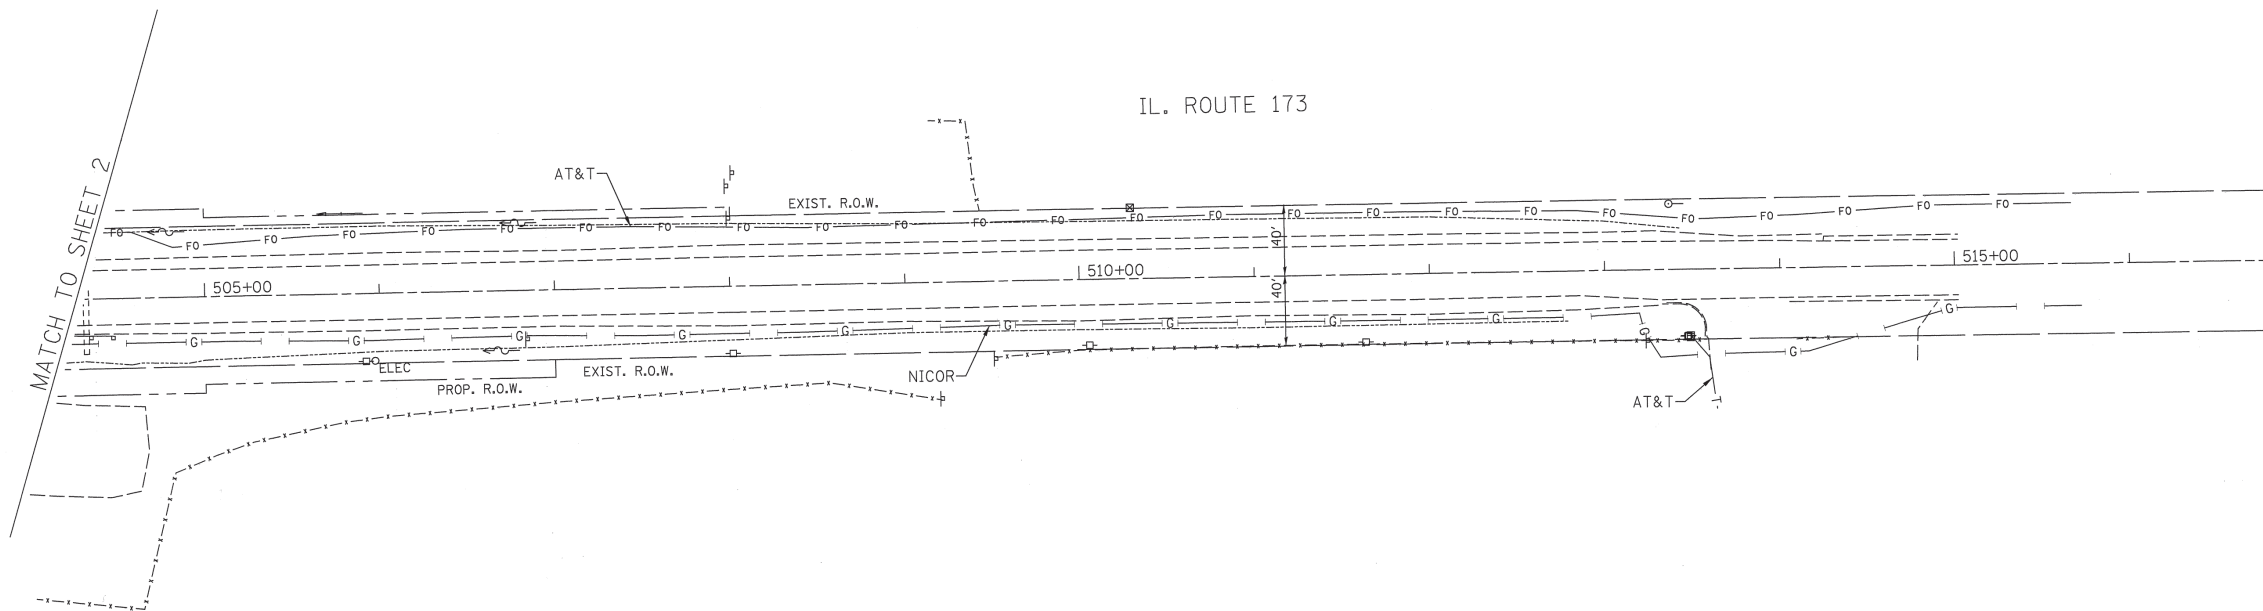 IL. ROUTE 173
MATCH TO SHEET 2
AT&T
EXIST. R.O.W.
FO FO FO FO FO FO FO FO FO FO FO FO FO FO FO FO FO FO FO FO FO FO FO FO FO
40'
505+00
510+00
515+00
40'
G G G G G G G G G G G G
ELEC
EXIST. R.O.W.
PROP. R.O.W.
NICOR
AT&T